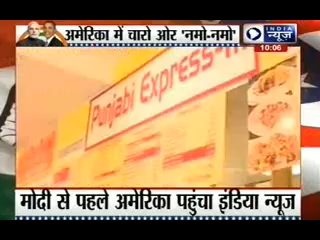 अमेरिका में चारो ओर 'नमो-नमो'
INDIA
न्यूज़
10:06
Punjabi Express-
मोदी से पहले अमेरिका पहुंचा इंडिया न्यूज